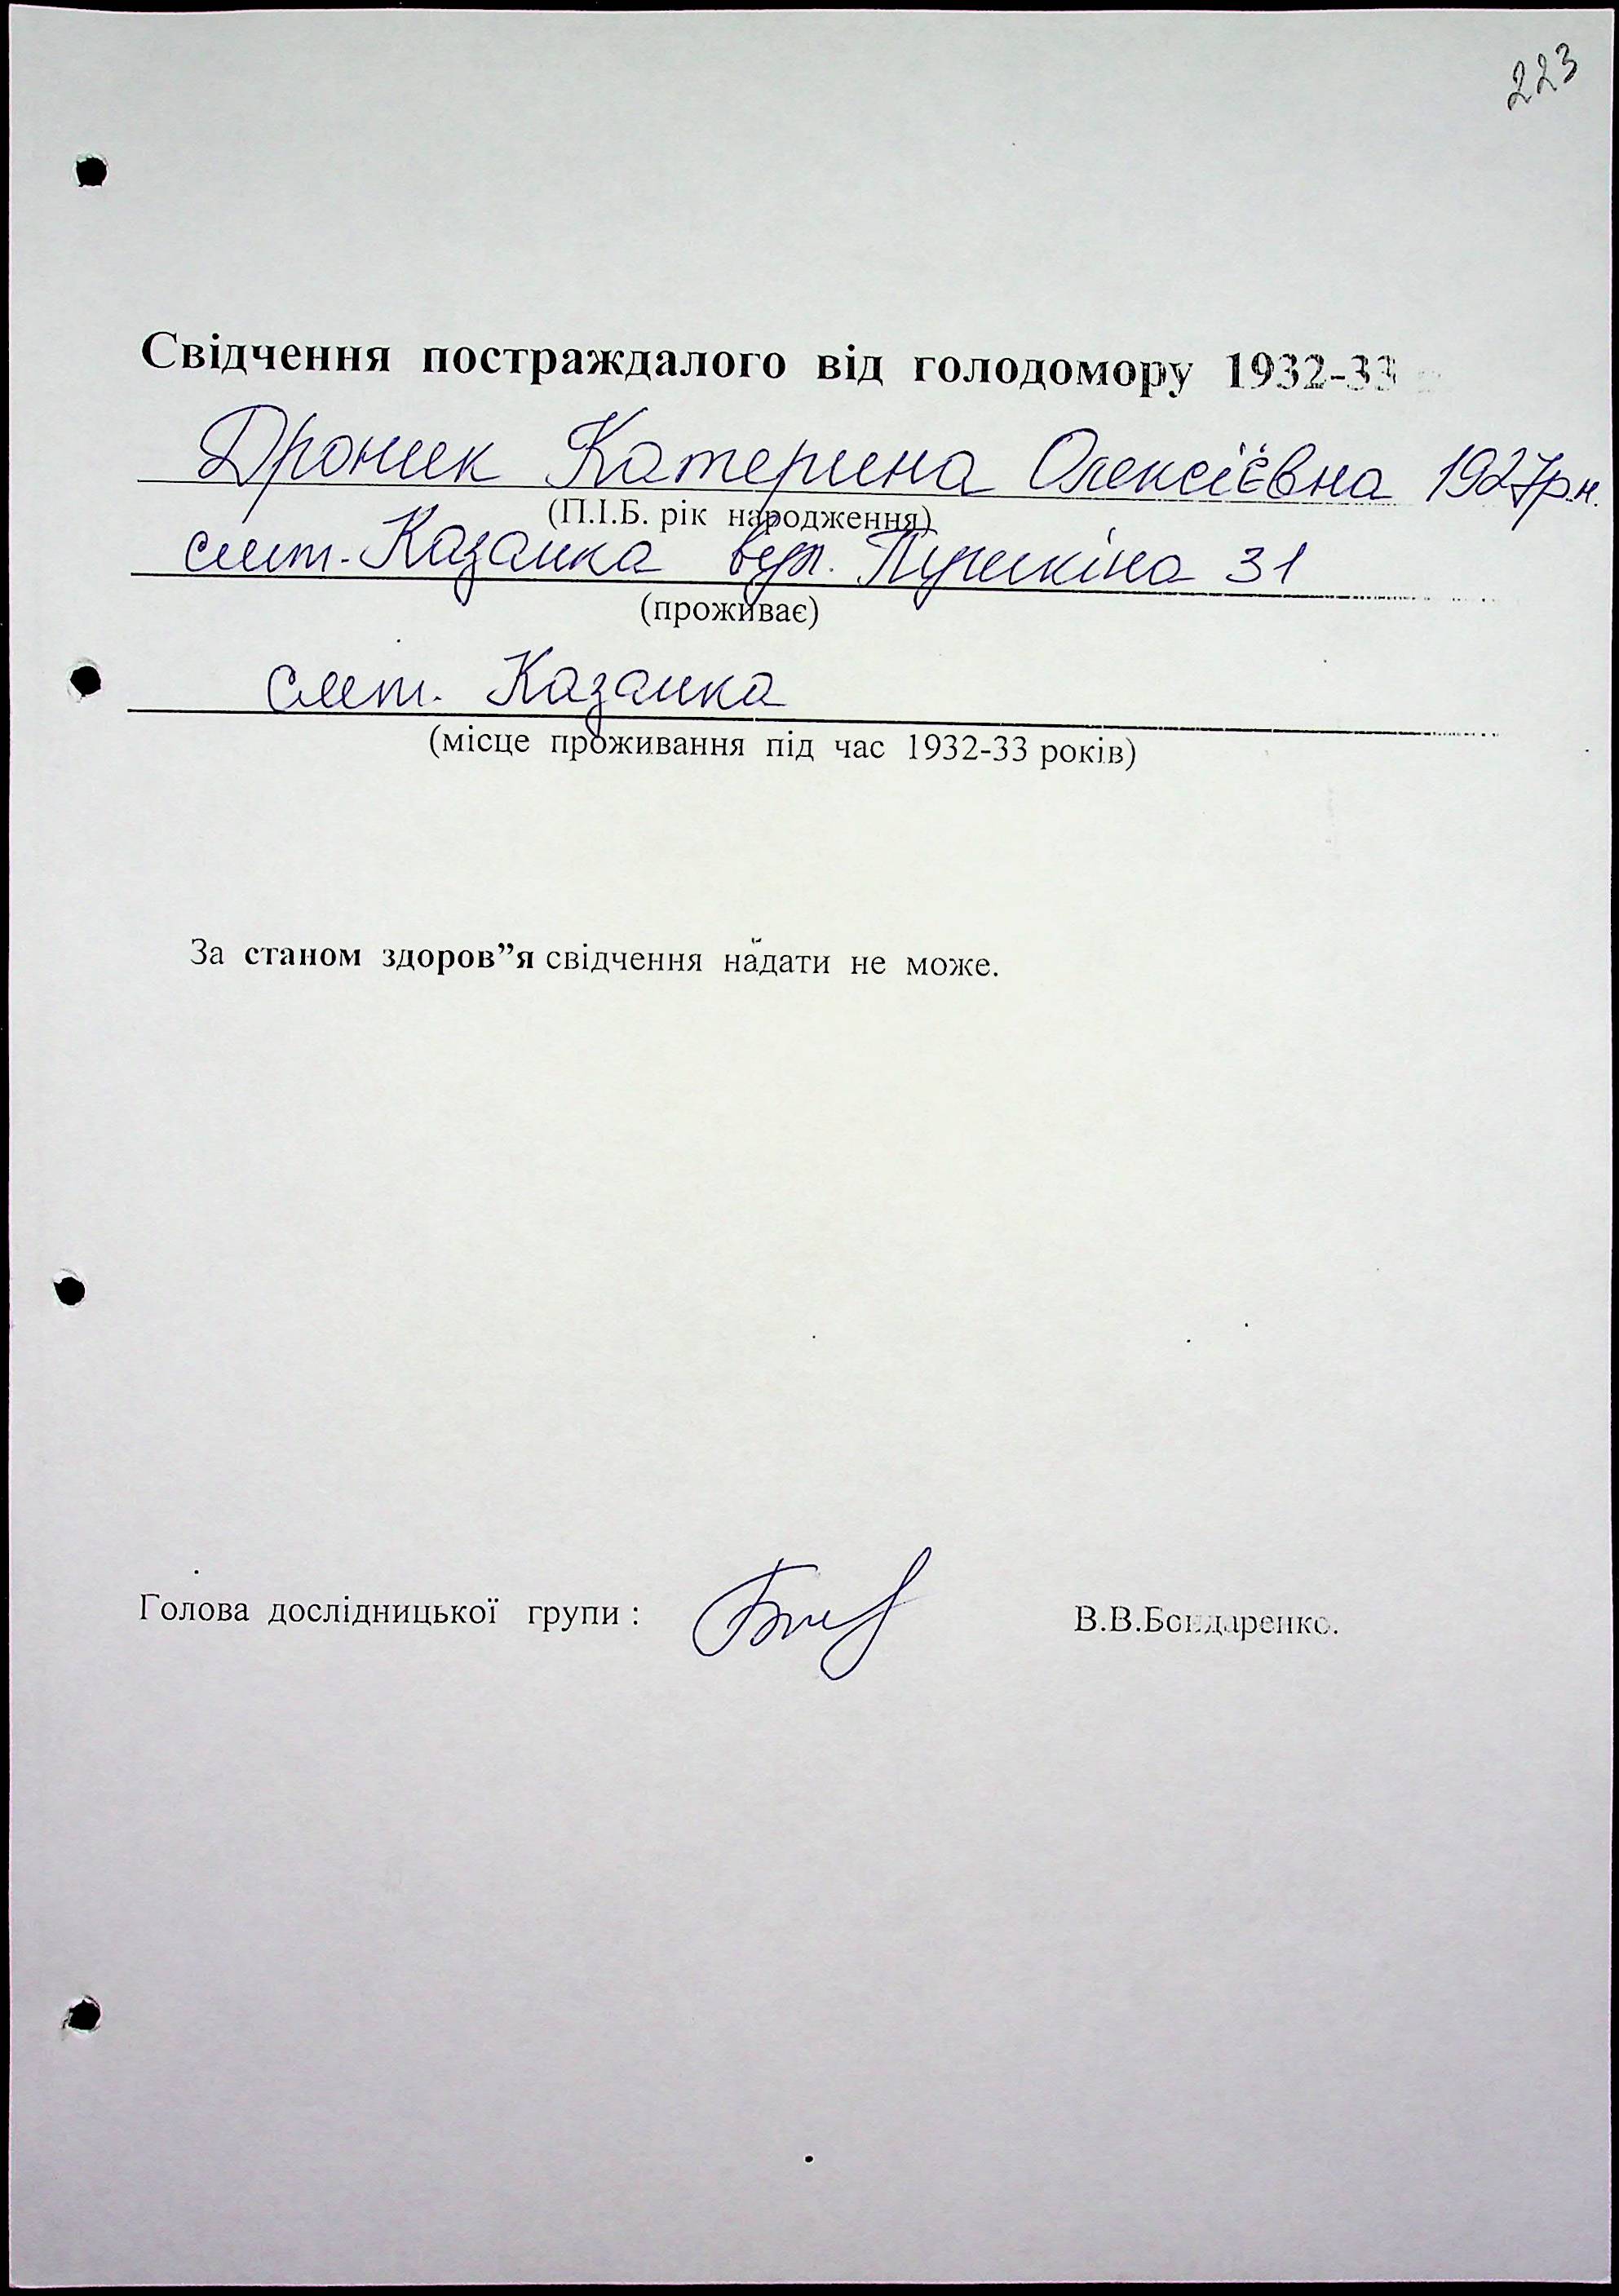 223
Свідчення постраждалого від голодомору 1932-33
Дроник Катерина Олексіївна 1927р.н.
(П.І.Б. рік народження)
смт. Казанка вул. Пушкіна 31
(проживає)
смт. Казанка
(місце проживання під час 1932-33 років)
За станом здоров”я свідчення надати не може.
Голова дослідницької групи : В.В.Бондаренко.